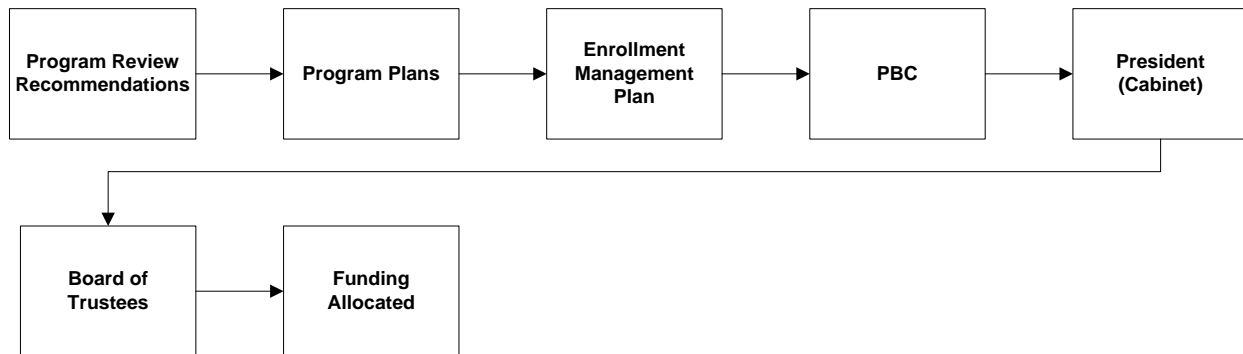 Program Review
Recommendations
Program Plans
Enrollment
Management
Plan
PBC
President
(Cabinet)
Board of
Trustees
Funding
Allocated